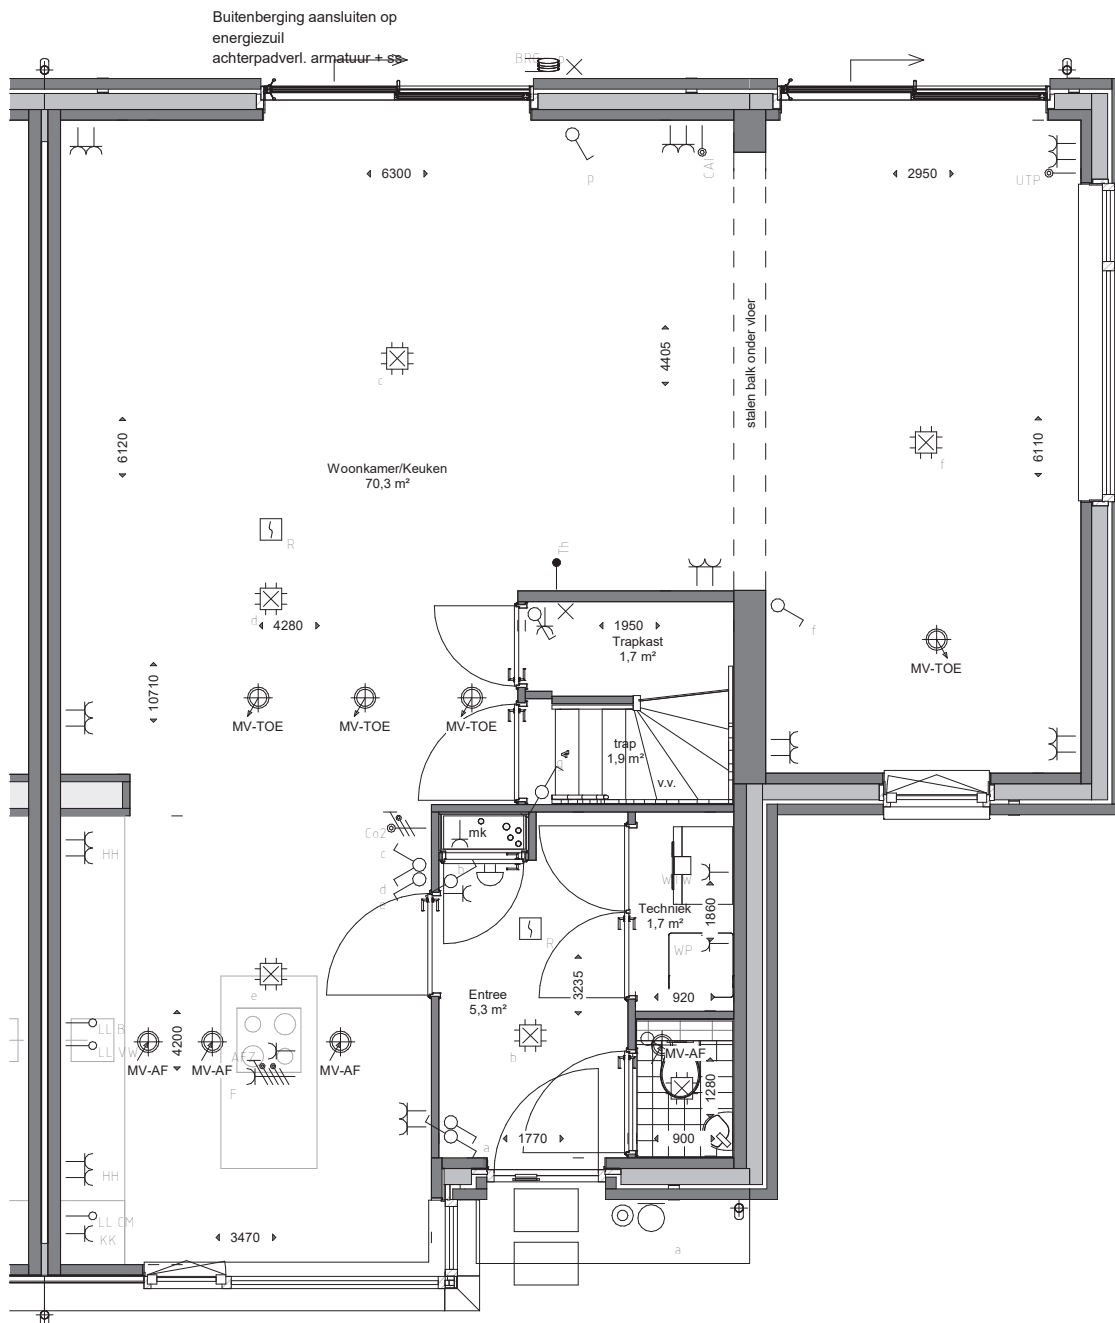 Buitenberging aansluiten op
energiezuil
achterpadverl. armatuur + ss
6300
p
CAI
2950
UTP
stalen balk onder vloer
4405
c
6120
f
6110
Woonkamer/Keuken
70,3 m²
R
Th
d
4280
1950
Trapkast
1,7 m²
f
MV-TOE
10710
MV-TOE
MV-TOE
MV-TOE
trap
1,9 m²
v.v.
g
Co2
mk
HH
c
d
e
b
Techniek
1,7 m²
1860
R
WP
Entree
5,3 m²
3235
920
e
LL B
LL VW
4200
b
MV-AF
MV-AF
MV-AF
MV-AF
AFZ
F
1280
1770
900
a
HH
LL CM
KK
3470
a